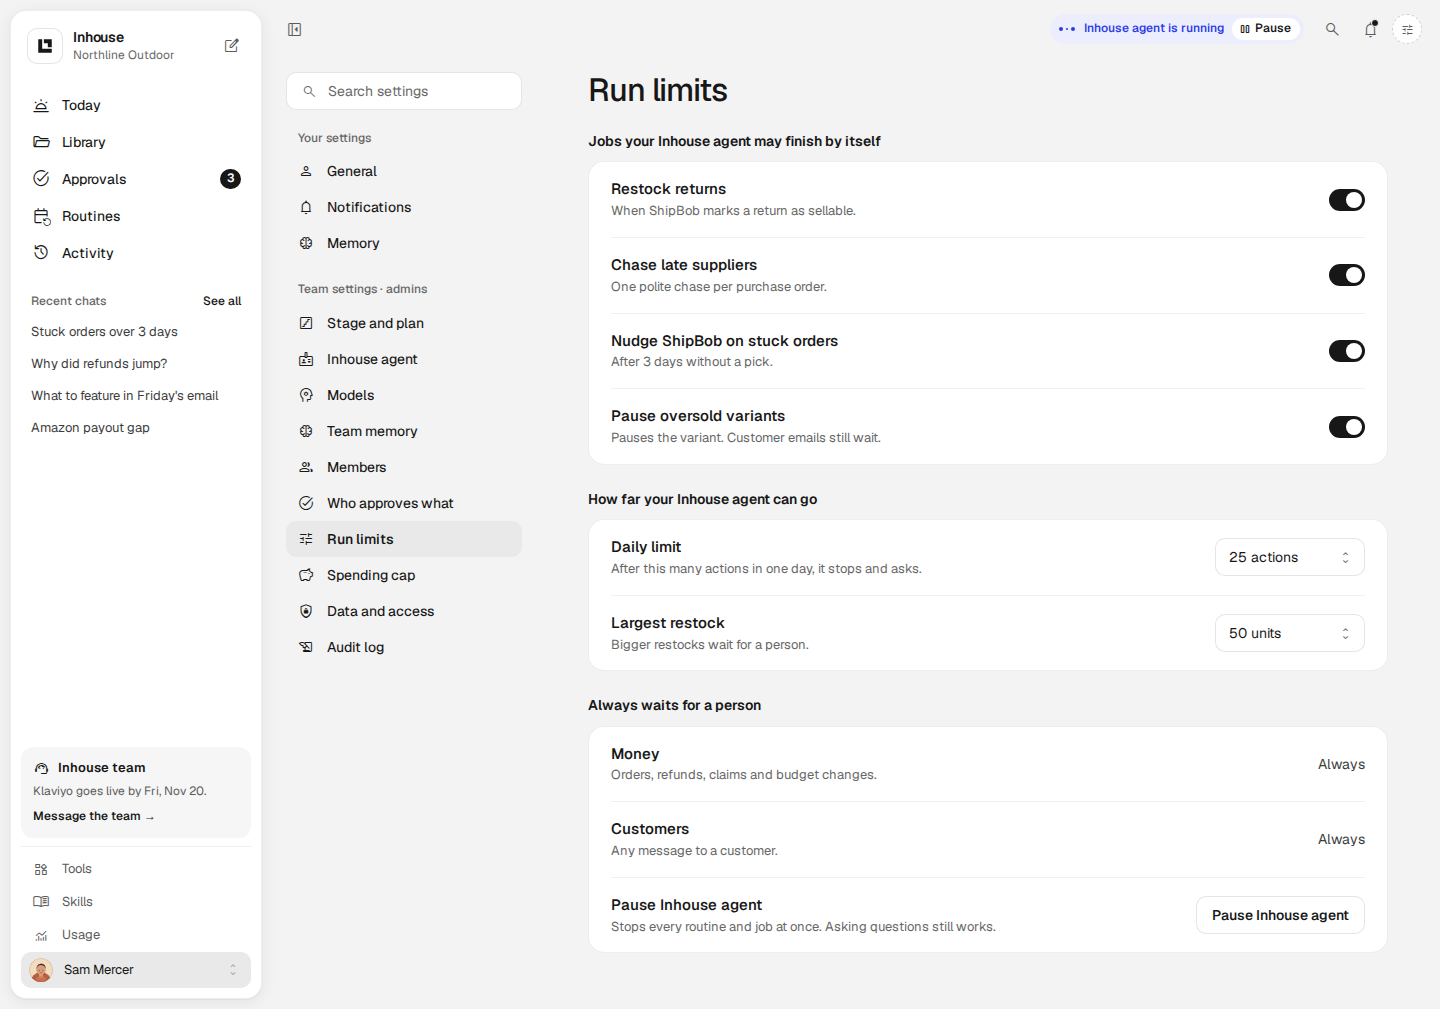 Inhouse
Northline Outdoor
Today
Library
Approvals
3
Routines
Activity
Recent chats
See all
Stuck orders over 3 days
Why did refunds jump?
What to feature in Friday's email
Amazon payout gap
Inhouse team
Klaviyo goes live by Fri, Nov 20.
Message the team →
Tools
Skills
Usage
Sam Mercer
Search settings
Your settings
General
Notifications
Memory
Team settings · admins
Stage and plan
Inhouse agent
Models
Team memory
Members
Who approves what
Run limits
Spending cap
Data and access
Audit log
Inhouse agent is running
Pause
Run limits
Jobs your Inhouse agent may finish by itself
Restock returns
When ShipBob marks a return as sellable.
Chase late suppliers
One polite chase per purchase order.
Nudge ShipBob on stuck orders
After 3 days without a pick.
Pause oversold variants
Pauses the variant. Customer emails still wait.
How far your Inhouse agent can go
Daily limit
After this many actions in one day, it stops and asks.
25 actions
Largest restock
Bigger restocks wait for a person.
50 units
Always waits for a person
Money
Orders, refunds, claims and budget changes.
Always
Customers
Any message to a customer.
Always
Pause Inhouse agent
Stops every routine and job at once. Asking questions still works.
Pause Inhouse agent